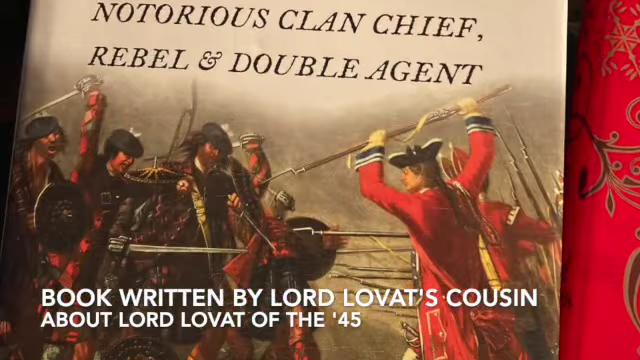 NOTORIOUS CLAN CHIEF,
REBEL & DOUBLE AGENT
BOOK WRITTEN BY LORD LOVAT'S COUSIN
ABOUT LORD LOVAT OF THE '45